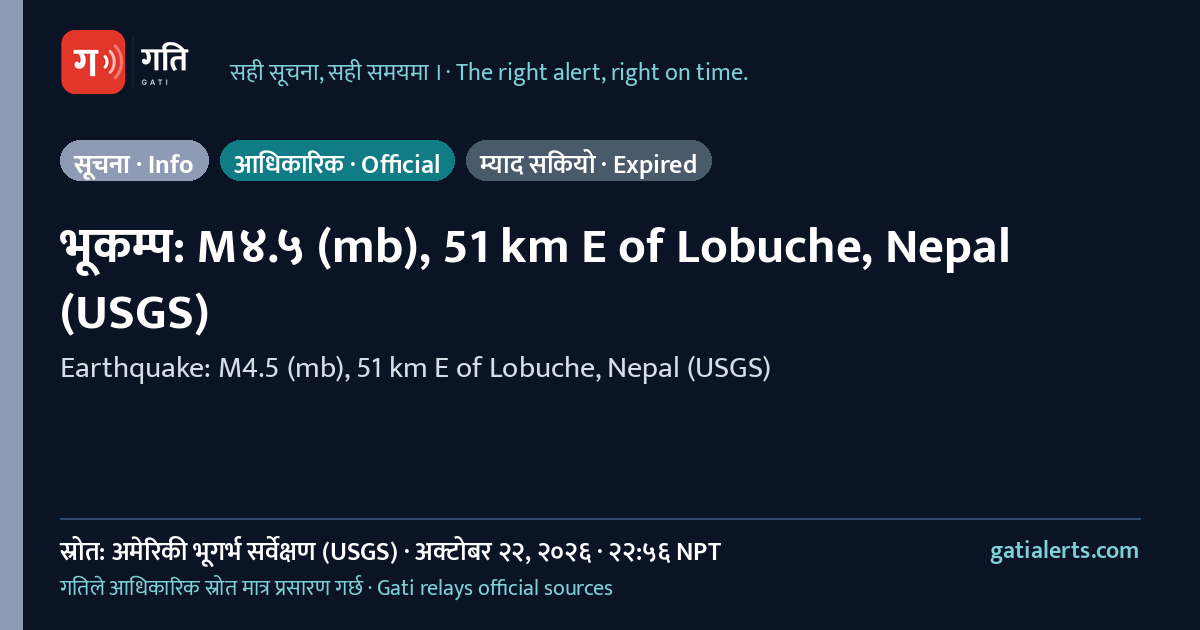 ग गति
GATI
सही सूचना, सही समयमा । · The right alert, right on time.
सूचना · Info
आधिकारिक · Official
म्याद सकियो · Expired
भूकम्प: M४.५ (mb), 51 km E of Lobuche, Nepal
(USGS)
Earthquake: M4.5 (mb), 51 km E of Lobuche, Nepal (USGS)
स्रोत: अमेरिकी भूगर्भ सर्वेक्षण (USGS) · अक्टोबर २२, २०२६ · २२:५६ NPT
gatialerts.com
गतिले आधिकारिक स्रोत मात्र प्रसारण गर्छ · Gati relays official sources